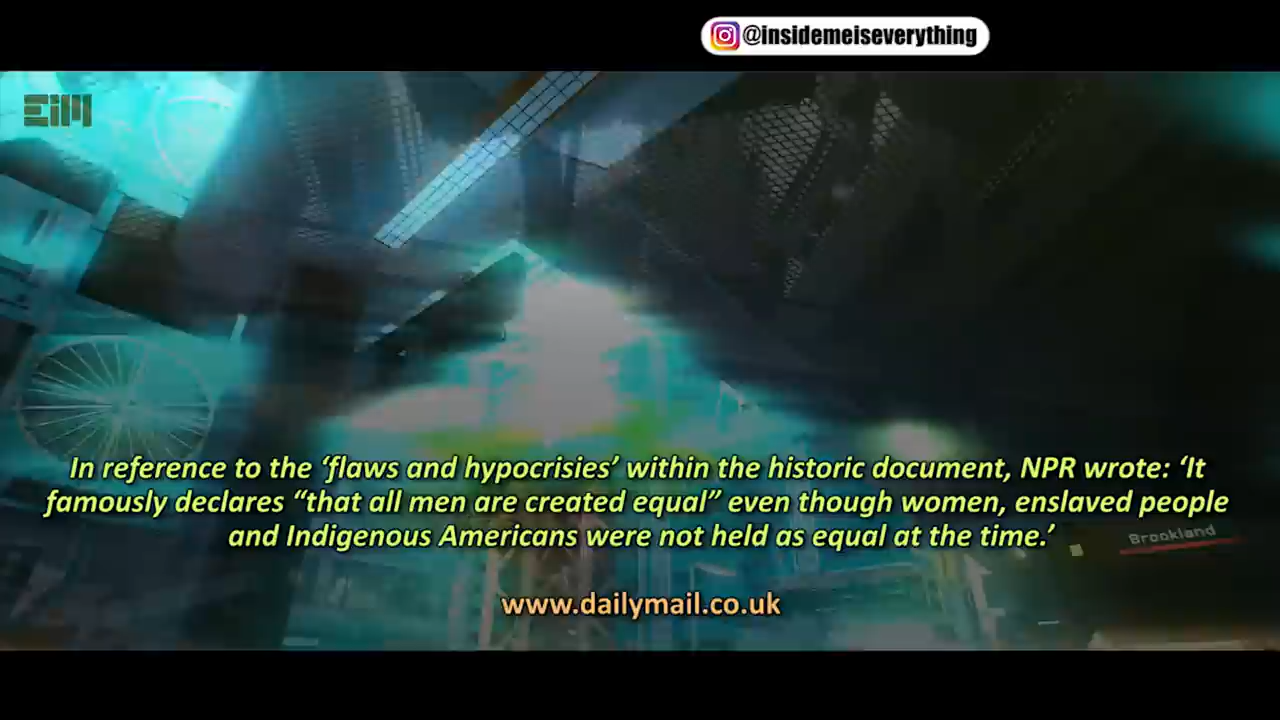 @insidemeiseverything
EiM
In reference to the ‘flaws and hypocrisies’ within the historic document, NPR wrote: ‘It
famously declares “that all men are created equal” even though women, enslaved people
and Indigenous Americans were not held as equal at the time.’
Brookland
www.dailymail.co.uk